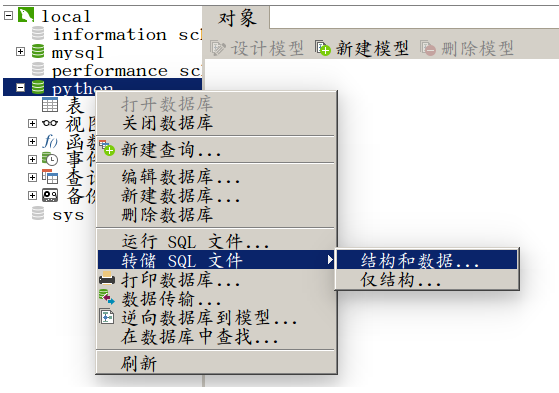 local
information sc
mysql
performance sc
python
表
视图
函数
事件
查询
备份
sys
对象
设计模型 新建模型 删除模型
打开数据库
关闭数据库
新建查询...
编辑数据库...
新建数据库...
删除数据库
运行 SQL 文件...
转储 SQL 文件
打印数据库...
数据传输...
逆向数据库到模型...
在数据库中查找...
刷新
结构和数据...
仅结构...